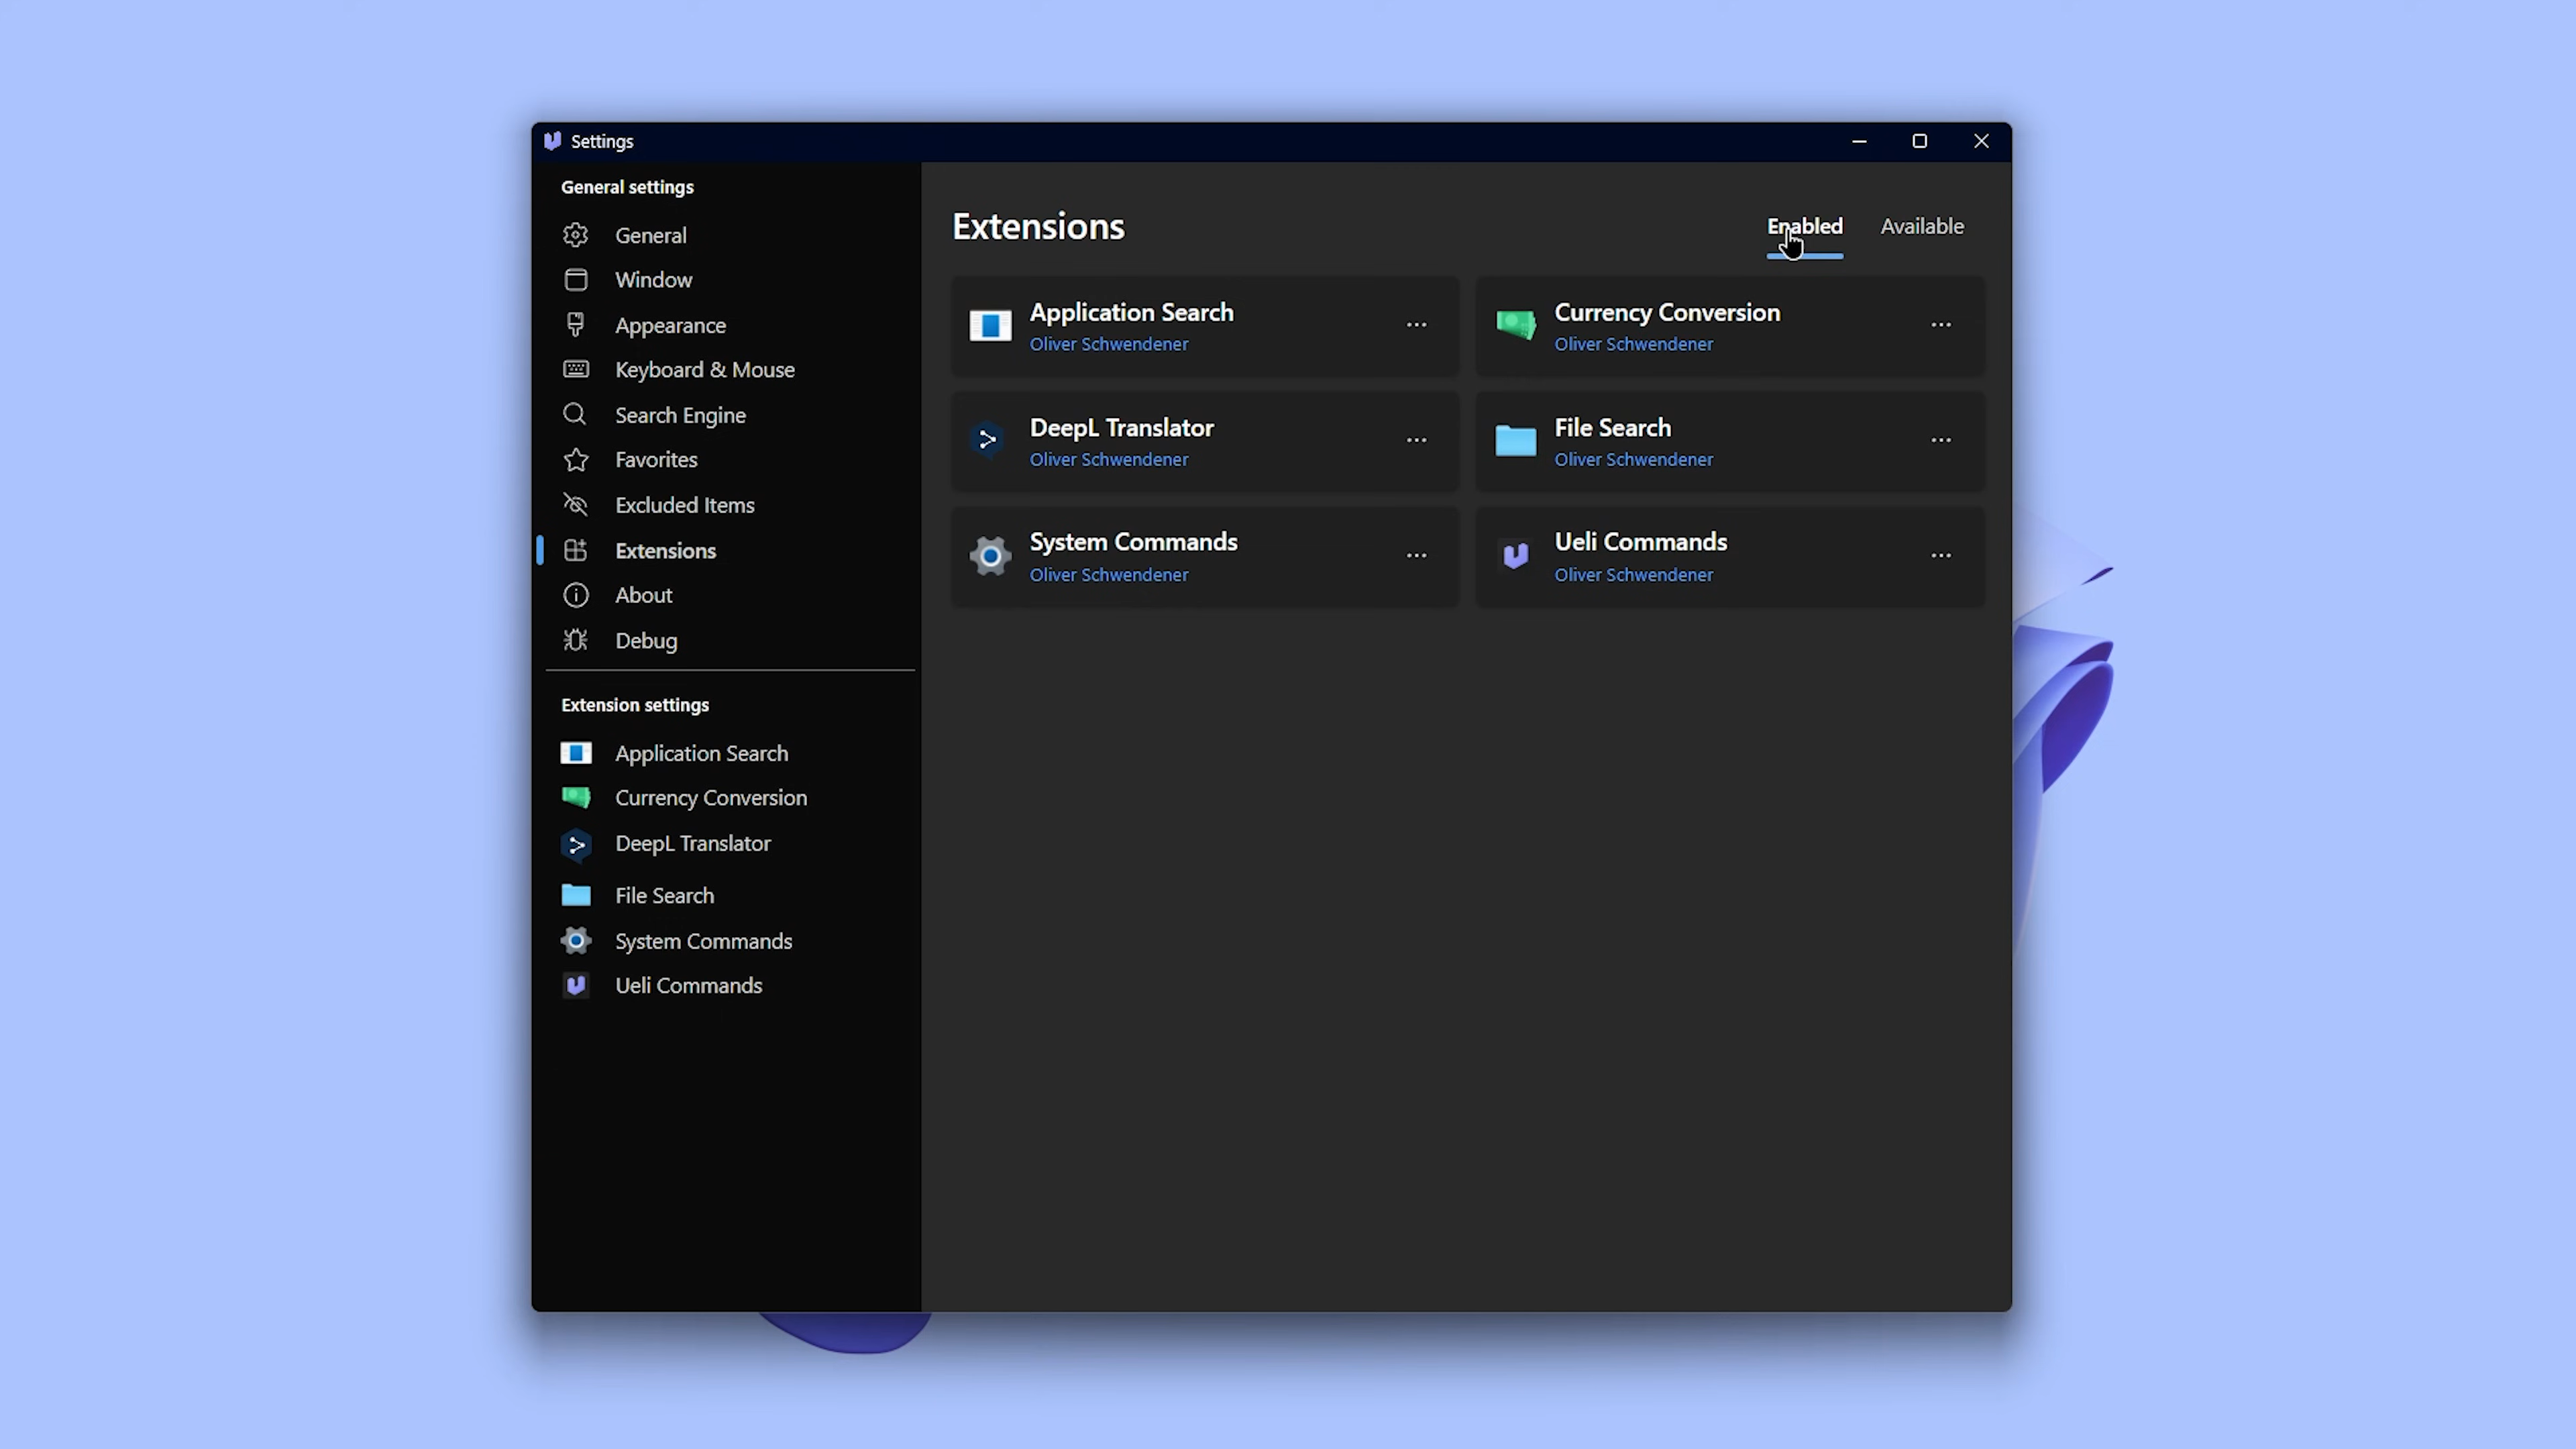 Settings
General settings
General
Window
Appearance
Keyboard & Mouse
Search Engine
Favorites
Excluded Items
Extensions
About
Debug
Extension settings
Application Search
Currency Conversion
DeepL Translator
File Search
System Commands
Ueli Commands
Extensions
Enabled
Available
Application Search
Oliver Schwendener
Currency Conversion
Oliver Schwendener
DeepL Translator
Oliver Schwendener
File Search
Oliver Schwendener
System Commands
Oliver Schwendener
Ueli Commands
Oliver Schwendener